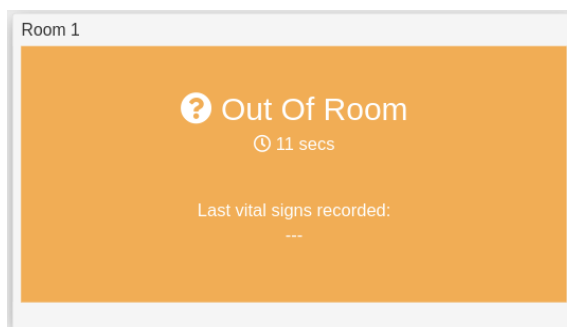 Room 1
Out Of Room
11 secs
Last vital signs recorded:
---